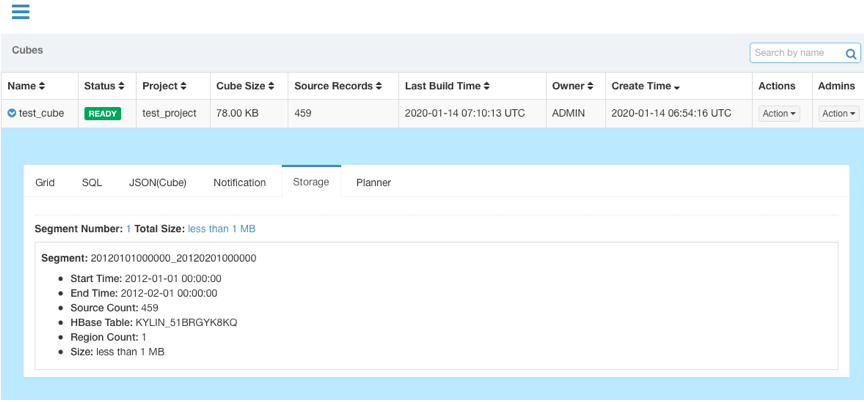 Cubes
Search by name
Name Status Project Cube Size Source Records Last Build Time Owner Create Time Actions Admins
test_cube READY test_project 78.00 KB 459 2020-01-14 07:10:13 UTC ADMIN 2020-01-14 06:54:16 UTC Action Action
Grid SQL JSON(Cube) Notification Storage Planner
Segment Number: 1 Total Size: less than 1 MB
Segment: 20120101000000_20120201000000
Start Time: 2012-01-01 00:00:00
End Time: 2012-02-01 00:00:00
Source Count: 459
HBase Table: KYLIN_51BRGYK8KQ
Region Count: 1
Size: less than 1 MB